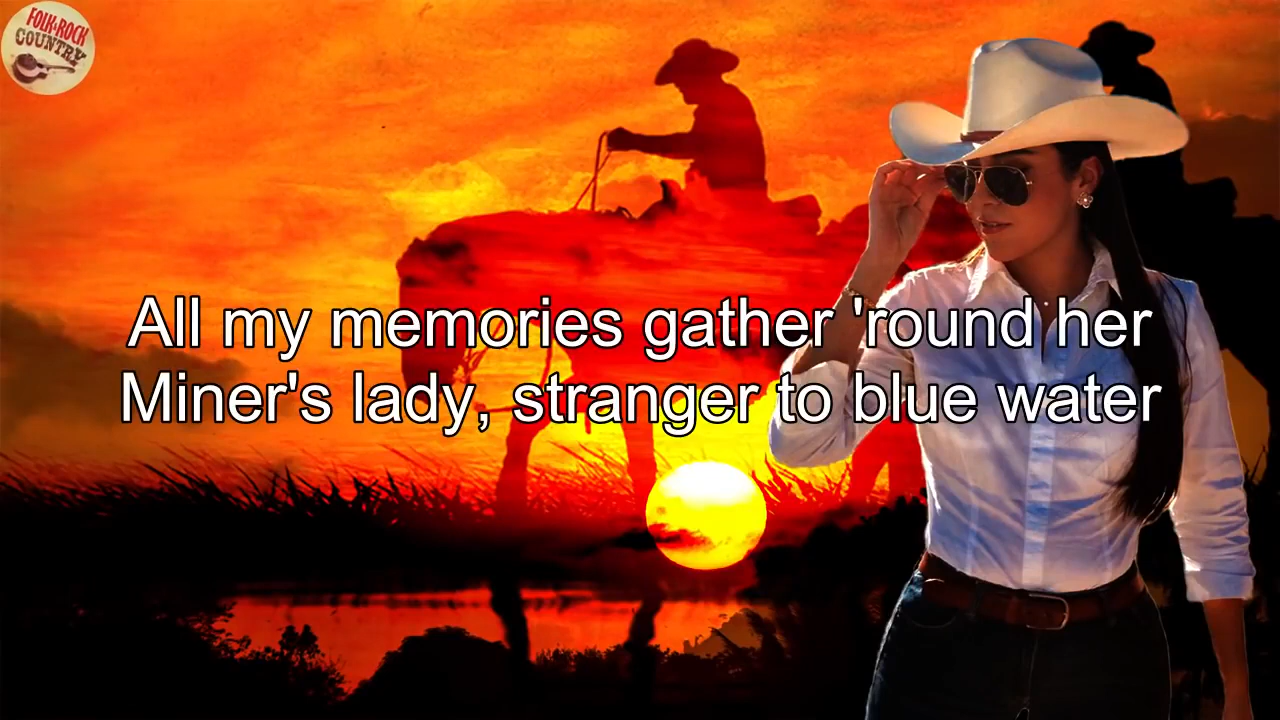 FOLK & ROCK
COUNTRY
All my memories gather 'round her
Miner's lady, stranger to blue water